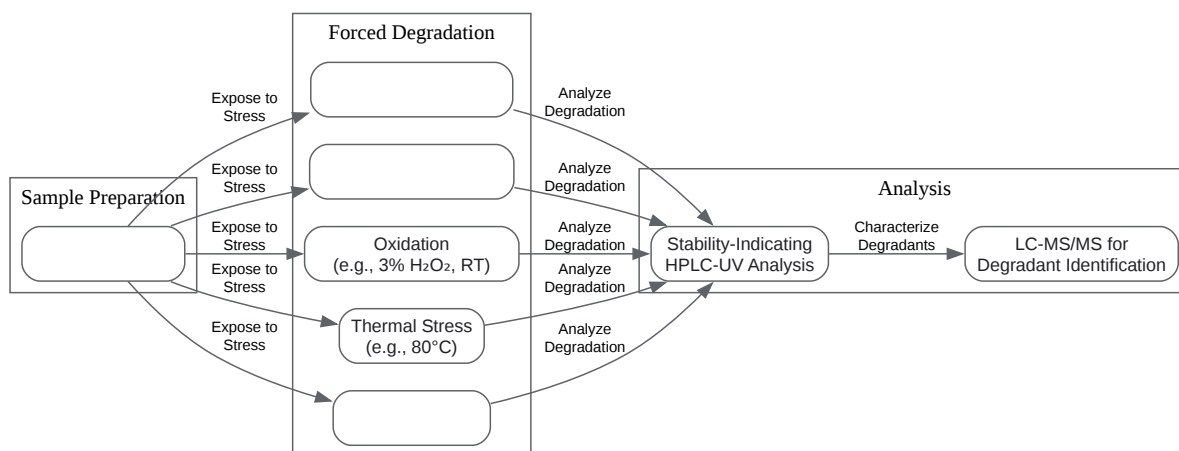 Forced Degradation
Expose to
Stress
Analyze
Degradation
Expose to
Stress
Analyze
Degradation
Sample Preparation
Analysis
Expose to
Stress
Oxidation
(e.g., 3% H₂O₂, RT)
Analyze
Degradation
Stability-Indicating
HPLC-UV Analysis
Characterize
Degradants
LC-MS/MS for
Degradant Identification
Expose to
Stress
Analyze
Degradation
Thermal Stress
(e.g., 80°C)
Expose to
Stress
Analyze
Degradation